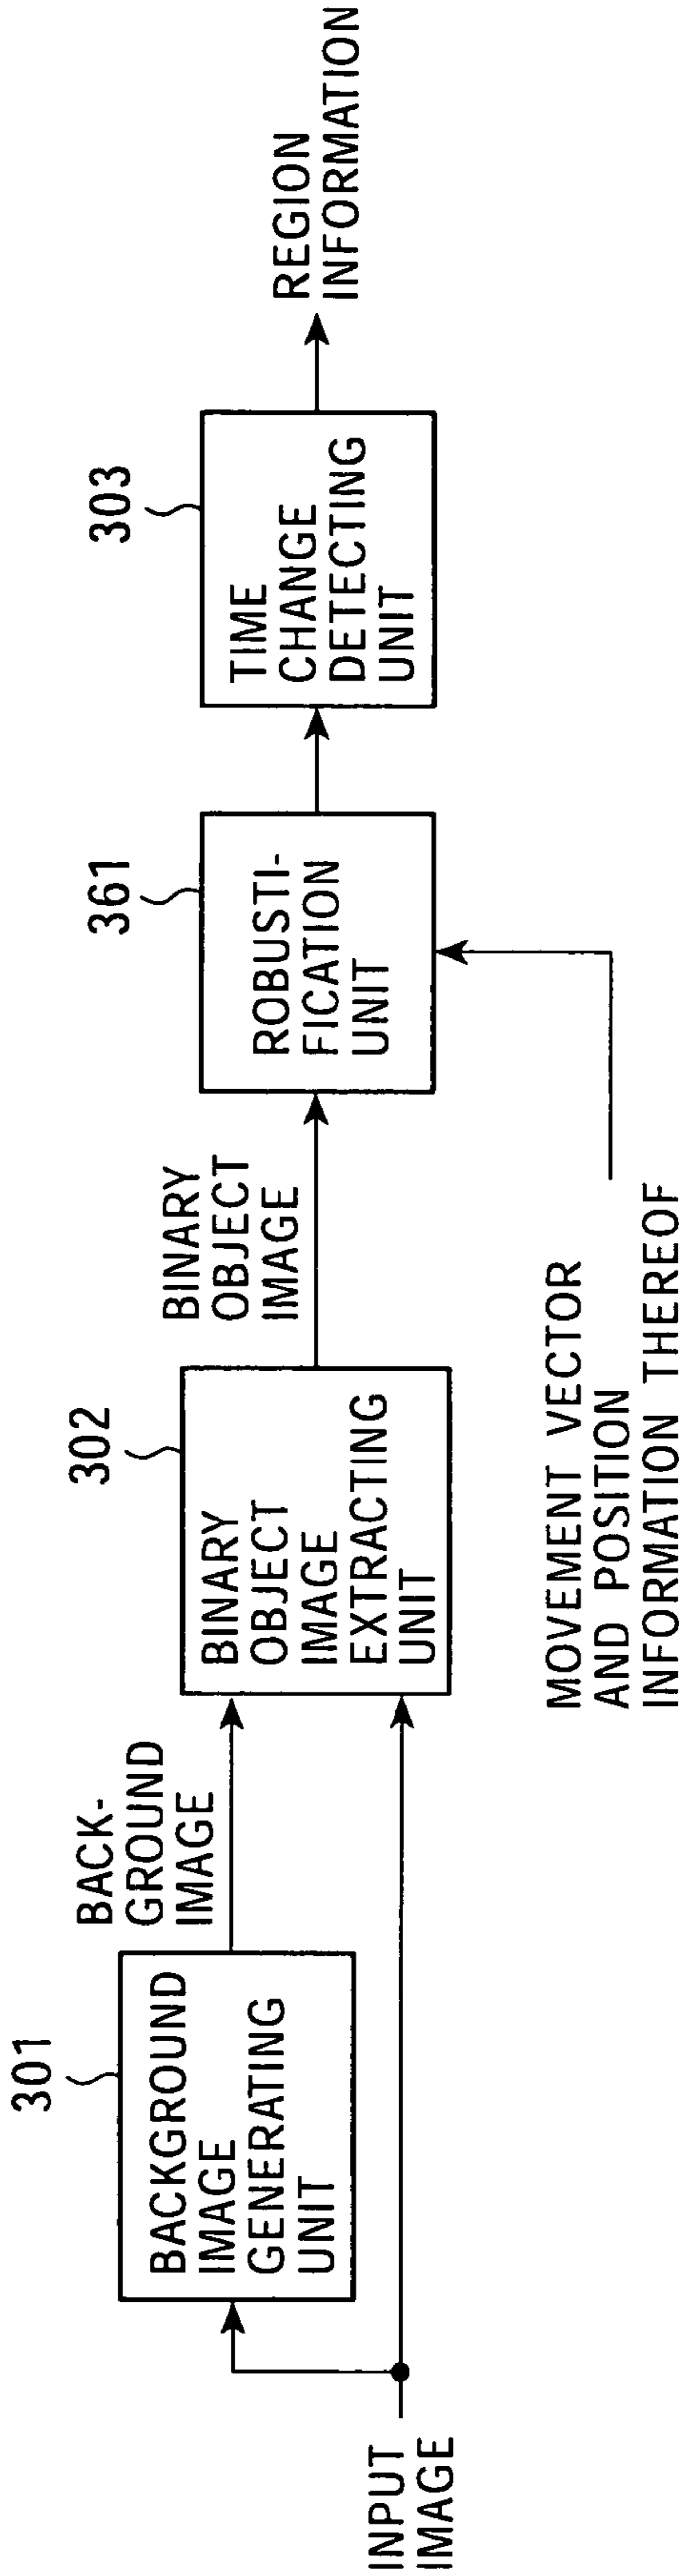 INPUT
IMAGE
301
BACKGROUND
IMAGE
GENERATING
UNIT
BACK-
GROUND
IMAGE
302
BINARY
OBJECT
IMAGE
EXTRACTING
UNIT
BINARY
OBJECT
IMAGE
MOVEMENT VECTOR
AND POSITION
INFORMATION THEREOF
361
ROBUSTI-
FICATION
UNIT
303
TIME
CHANGE
DETECTING
UNIT
REGION
INFORMATION